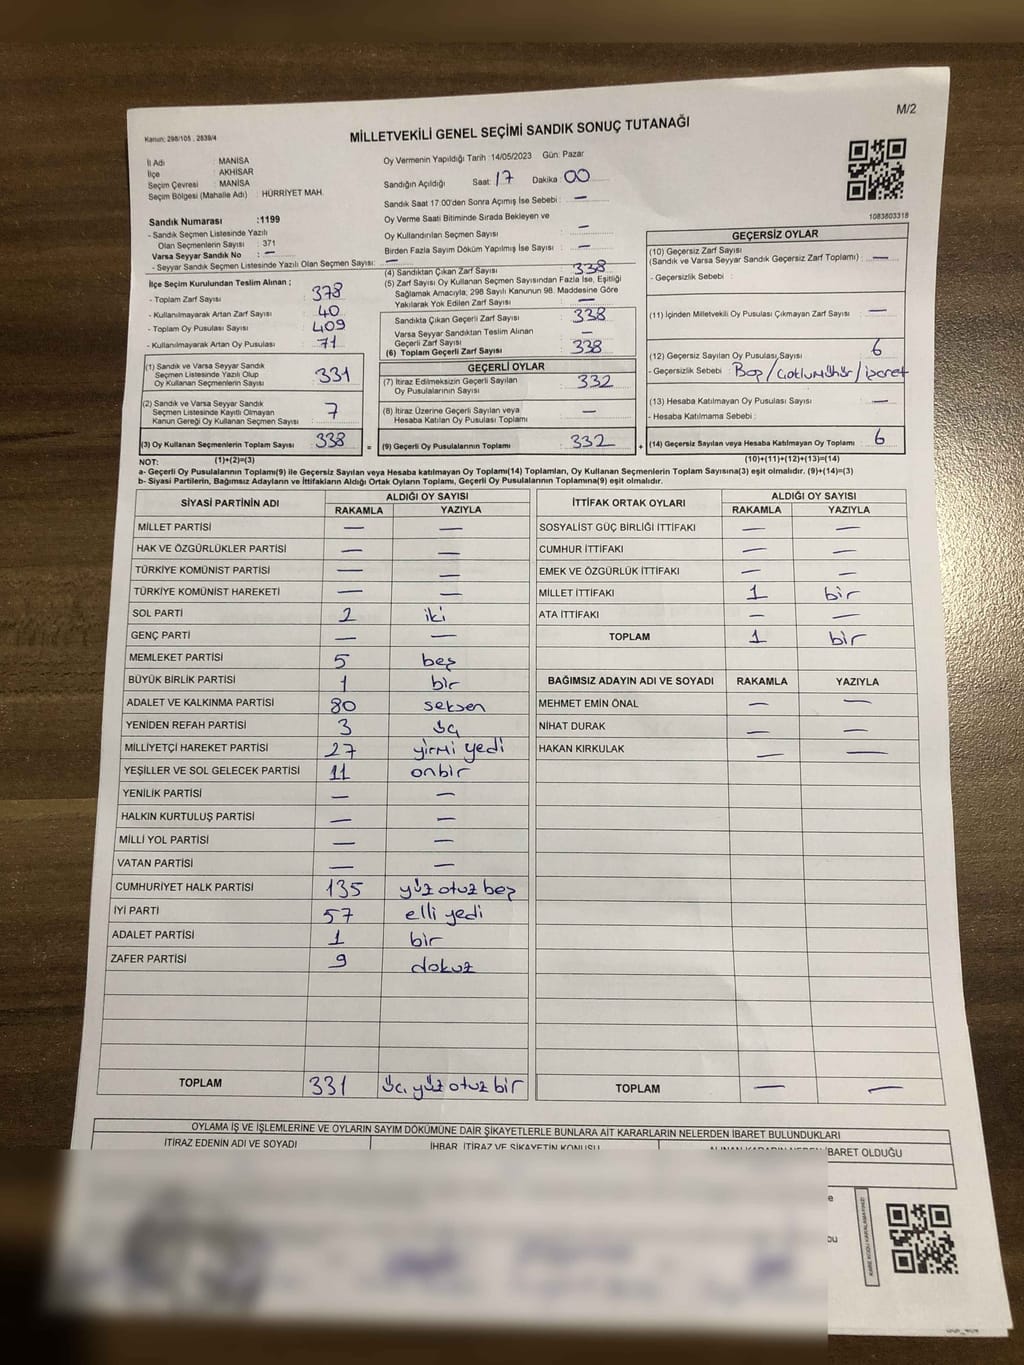 M/2
Kanun: 298/105 , 2839/4
MİLLETVEKİLİ GENEL SEÇİMİ SANDIK SONUÇ TUTANAĞI
İl Adı : MANİSA
İlçe : AKHİSAR
Seçim Çevresi : MANİSA
Seçim Bölgesi (Mahalle Adı) : HÜRRİYET MAH.
Oy Vermenin Yapıldığı Tarih :14/05/2023 Gün: Pazar
Sandığın Açıldığı Saat: 17 Dakika: 00
Sandık Saat 17.00'den Sonra Açılmış İse Sebebi : —
Oy Verme Saati Bitiminde Sırada Bekleyen ve
Oy Kullandırılan Seçmen Sayısı : —
Birden Fazla Sayım Döküm Yapılmış İse Sayısı : —
1083803318
Sandık Numarası :1199
- Sandık Seçmen Listesinde Yazılı
Olan Seçmenlerin Sayısı : 371
Varsa Seyyar Sandık No : —
- Seyyar Sandık Seçmen Listesinde Yazılı Olan Seçmen Sayısı: —
İlçe Seçim Kurulundan Teslim Alınan ;
- Toplam Zarf Sayısı : 378
- Kullanılmayarak Artan Zarf Sayısı : 40
- Toplam Oy Pusulası Sayısı : 409
- Kullanılmayarak Artan Oy Pusulası : 71
(1) Sandık ve Varsa Seyyar Sandık
Seçmen Listesinde Yazılı Olup
Oy Kullanan Seçmenlerin Sayısı : 331
(2) Sandık ve Varsa Seyyar Sandık
Seçmen Listesinde Kayıtlı Olmayan
Kanun Gereği Oy Kullanan Seçmen Sayısı : 7
(3) Oy Kullanan Seçmenlerin Toplam Sayısı : 338
(1)+(2)=(3)
(4) Sandıktan Çıkan Zarf Sayısı : 338
(5) Zarf Sayısı Oy Kullanan Seçmen Sayısından Fazla İse, Eşitliği
Sağlamak Amacıyla; 298 Sayılı Kanunun 98. Maddesine Göre
Yakılarak Yok Edilen Zarf Sayısı : —
Sandıkta Çıkan Geçerli Zarf Sayısı : 338
Varsa Seyyar Sandıktan Teslim Alınan
Geçerli Zarf Sayısı : —
(6) Toplam Geçerli Zarf Sayısı : 338
GEÇERLİ OYLAR
(7) İtiraz Edilmeksizin Geçerli Sayılan
Oy Pusulalarının Sayısı : 332
(8) İtiraz Üzerine Geçerli Sayılan veya
Hesaba Katılan Oy Pusulası Toplamı : —
= (9) Geçerli Oy Pusulalarının Toplamı : 332 +
GEÇERSİZ OYLAR
(10) Geçersiz Zarf Sayısı
(Sandık ve Varsa Seyyar Sandık Geçersiz Zarf Toplamı) : —
- Geçersizlik Sebebi :
(11) İçinden Milletvekili Oy Pusulası Çıkmayan Zarf Sayısı : —
(12) Geçersiz Sayılan Oy Pusulası Sayısı : 6
- Geçersizlik Sebebi : Boş/çoklu mühür/işaret
(13) Hesaba Katılmayan Oy Pusulası Sayısı : —
- Hesaba Katılmama Sebebi :
(14) Geçersiz Sayılan veya Hesaba Katılmayan Oy Toplamı : 6
(10)+(11)+(12)+(13)=(14)
NOT:
a- Geçerli Oy Pusulalarının Toplamı(9) ile Geçersiz Sayılan veya Hesaba katılmayan Oy Toplamı(14) Toplamları, Oy Kullanan Seçmenlerin Toplam Sayısına(3) eşit olmalıdır. (9)+(14)=(3)
b- Siyasi Partilerin, Bağımsız Adayların ve İttifakların Aldığı Ortak Oyların Toplamı, Geçerli Oy Pusulalarının Toplamına(9) eşit olmalıdır.
SİYASİ PARTİNİN ADI ALDIĞI OY SAYISI
RAKAMLA YAZIYLA
MİLLET PARTİSİ — —
HAK VE ÖZGÜRLÜKLER PARTİSİ — —
TÜRKİYE KOMÜNİST PARTİSİ — —
TÜRKİYE KOMÜNİST HAREKETİ — —
SOL PARTİ 2 iki
GENÇ PARTİ — —
MEMLEKET PARTİSİ 5 beş
BÜYÜK BİRLİK PARTİSİ 1 bir
ADALET VE KALKINMA PARTİSİ 80 seksen
YENİDEN REFAH PARTİSİ 3 üç
MİLLİYETÇİ HAREKET PARTİSİ 27 yirmi yedi
YEŞİLLER VE SOL GELECEK PARTİSİ 11 onbir
YENİLİK PARTİSİ — —
HALKIN KURTULUŞ PARTİSİ — —
MİLLİ YOL PARTİSİ — —
VATAN PARTİSİ — —
CUMHURİYET HALK PARTİSİ 135 yüz otuz beş
İYİ PARTİ 57 elli yedi
ADALET PARTİSİ 1 bir
ZAFER PARTİSİ 9 dokuz
TOPLAM 331 üç yüz otuz bir
İTTİFAK ORTAK OYLARI ALDIĞI OY SAYISI
RAKAMLA YAZIYLA
SOSYALİST GÜÇ BİRLİĞİ İTTİFAKI — —
CUMHUR İTTİFAKI — —
EMEK VE ÖZGÜRLÜK İTTİFAKI — —
MİLLET İTTİFAKI 1 bir
ATA İTTİFAKI — —
TOPLAM 1 bir
BAĞIMSIZ ADAYIN ADI VE SOYADI RAKAMLA YAZIYLA
MEHMET EMİN ÖNAL — —
NİHAT DURAK — —
HAKAN KIRKULAK — —
TOPLAM — —
OYLAMA İŞ VE İŞLEMLERİNE VE OYLARIN SAYIM DÖKÜMÜNE DAİR ŞİKAYETLERLE BUNLARA AİT KARARLARIN NELERDEN İBARET BULUNDUKLARI
İTİRAZ EDENİN ADI VE SOYADI
İHBAR, İTİRAZ VE ŞİKAYETİN KONUSU
İBARET OLDUĞU
KARE KODU KARALAMAYINIZ!